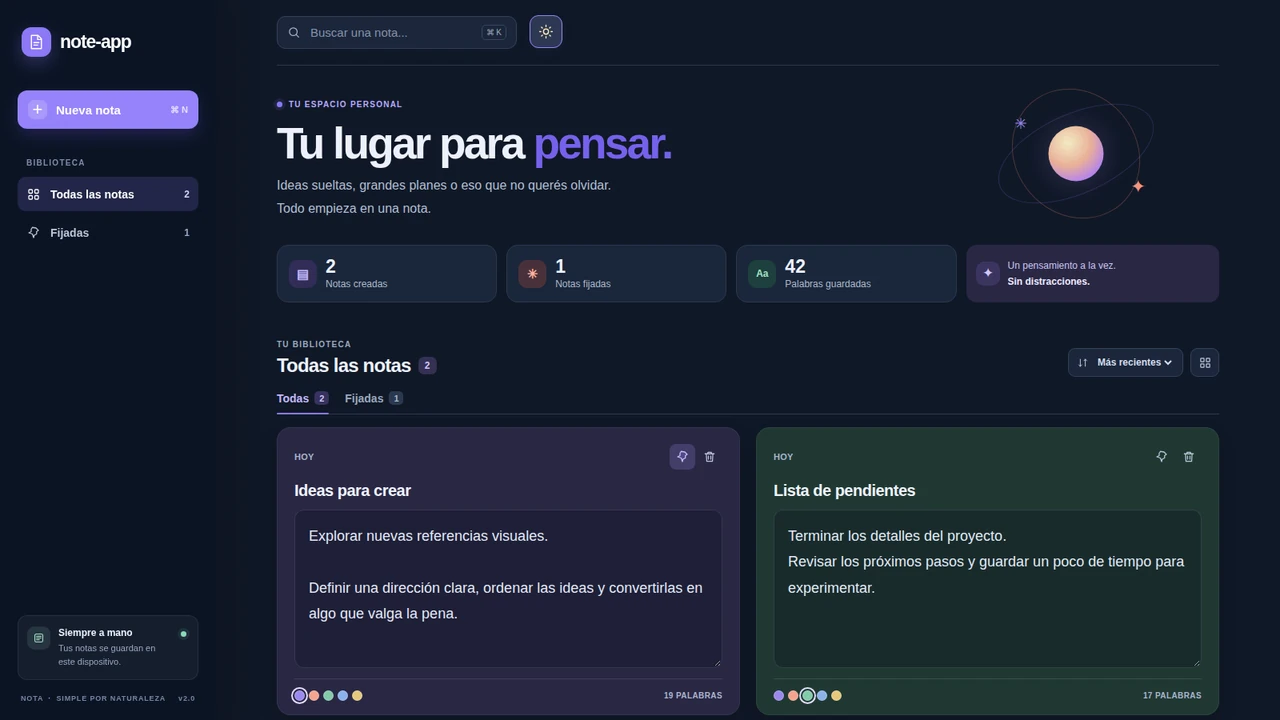 note-app
Nueva nota
⌘ N
BIBLIOTECA
Todas las notas
2
Fijadas
1
Siempre a mano
Tus notas se guardan en
este dispositivo.
NOTA · SIMPLE POR NATURALEZA
v2.0
Buscar una nota...
⌘ K
TU ESPACIO PERSONAL
Tu lugar para pensar.
Ideas sueltas, grandes planes o eso que no querés olvidar.
Todo empieza en una nota.
2
Notas creadas
1
Notas fijadas
Aa
42
Palabras guardadas
Un pensamiento a la vez.
Sin distracciones.
TU BIBLIOTECA
Todas las notas 2
Más recientes
Todas 2
Fijadas 1
HOY
Ideas para crear
Explorar nuevas referencias visuales.
Definir una dirección clara, ordenar las ideas y convertirlas en
algo que valga la pena.
19 PALABRAS
HOY
Lista de pendientes
Terminar los detalles del proyecto.
Revisar los próximos pasos y guardar un poco de tiempo para
experimentar.
17 PALABRAS